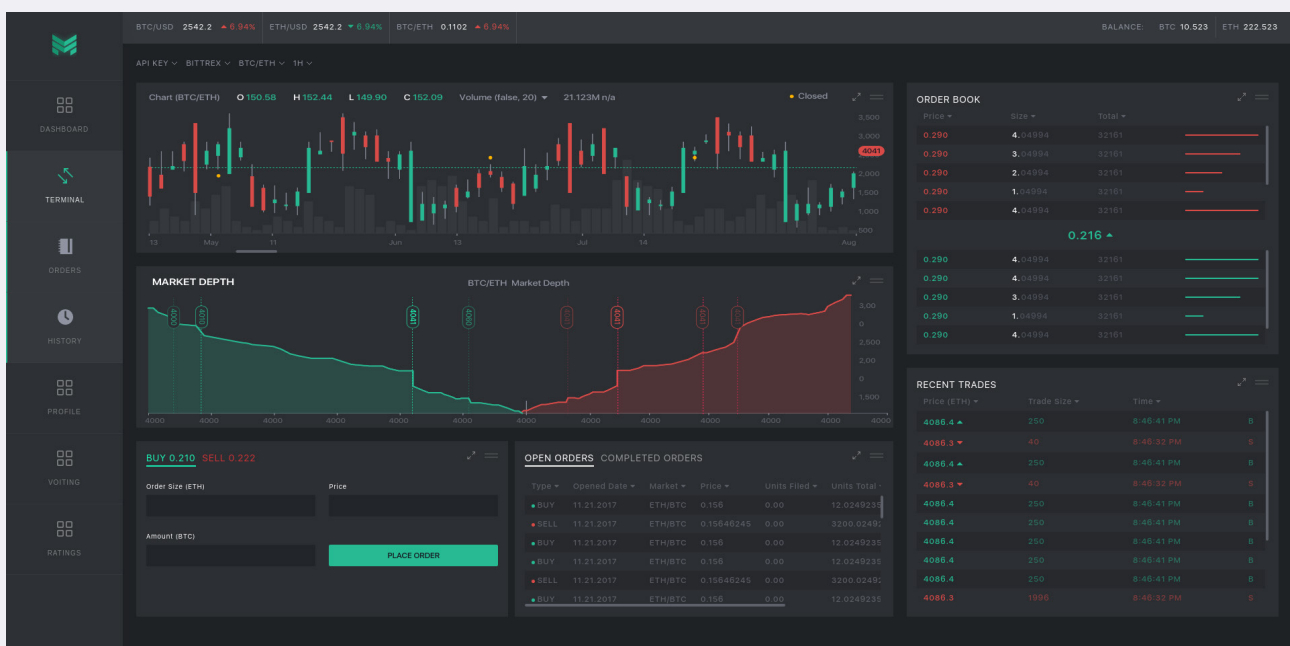 BTC/USD 2542.2 6.94% ETH/USD 2542.2 6.94% BTC/ETH 0.1102 6.94% BALANCE: BTC 10.523 ETH 222.523
API KEY BITTREX BTC/ETH 1H
DASHBOARD
TERMINAL
ORDERS
HISTORY
PROFILE
VOITING
RATINGS
Chart (BTC/ETH) O 150.58 H 152.44 L 149.90 C 152.09 Volume (false, 20) 21.123M n/a Closed
3,500
3,000
4041
2,000
1,500
1,000
500
13 May 11 Jun 13 Jul 14 Aug
MARKET DEPTH BTC/ETH Market Depth
4000 4010 4041 4060 4041 4041
3,00
0
2,500
2,00
0
1,500
4000 4000 4000 4000 4000 4000 4000 4000 4000 4000 4000 4000 4000 4000
BUY 0.210 SELL 0.222
Order Size (ETH) Price
Amount (BTC)
PLACE ORDER
OPEN ORDERS COMPLETED ORDERS
Type Opened Date Market Price Units Filed Units Total
BUY 11.21.2017 ETH/BTC 0.156 0.00 12.0249235
SELL 11.21.2017 ETH/BTC 0.15646245 0.00 3200.0249
BUY 11.21.2017 ETH/BTC 0.156 0.00 12.0249235
BUY 11.21.2017 ETH/BTC 0.156 0.00 12.0249235
SELL 11.21.2017 ETH/BTC 0.15646245 0.00 3200.0249
BUY 11.21.2017 ETH/BTC 0.156 0.00 12.0249235
ORDER BOOK
Price Size Total
0.290 4.04994 32161
0.290 3.04994 32161
0.290 2.04994 32161
0.290 1.04994 32161
0.290 4.04994 32161
0.216
0.290 4.04994 32161
0.290 4.04994 32161
0.290 3.04994 32161
0.290 1.04994 32161
0.290 4.04994 32161
RECENT TRADES
Price (ETH) Trade Size Time
4086.4 250 8:46:41 PM B
4086.3 40 8:46:32 PM S
4086.4 250 8:46:41 PM B
4086.3 40 8:46:32 PM S
4086.4 250 8:46:41 PM B
4086.4 250 8:46:41 PM B
4086.4 250 8:46:41 PM B
4086.4 250 8:46:41 PM B
4086.4 250 8:46:41 PM B
4086.3 1996 8:46:32 PM S